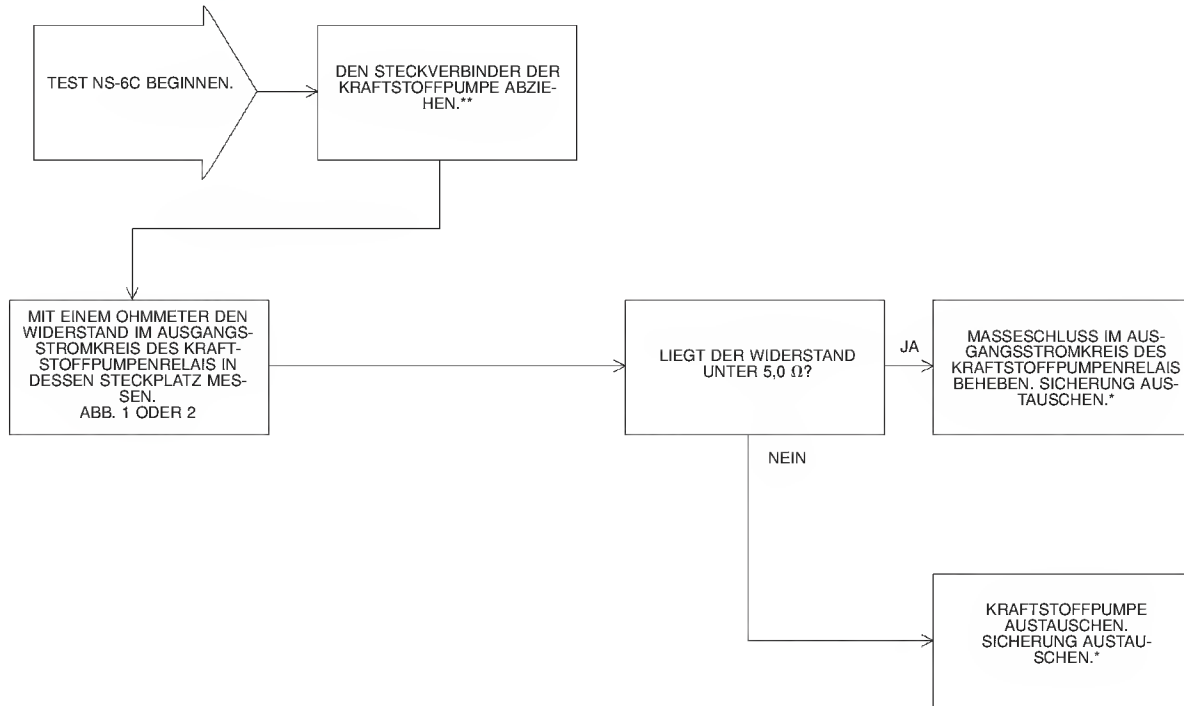 TEST NS-6C BEGINNEN.
DEN STECKVERBINDER DER
KRAFTSTOFFPUMPE ABZIE-
HEN.**
MIT EINEM OHMMETER DEN
WIDERSTAND IM AUSGANGS-
STROMKREIS DES KRAFT-
STOFFPUMPENRELAIS IN
DESSEN STECKPLATZ MES-
SEN.
ABB. 1 ODER 2
LIEGT DER WIDERSTAND
UNTER 5,0 Ω?
JA
MASSESCHLUSS IM AUS-
GANGSSTROMKREIS DES
KRAFTSTOFFPUMPENRELAIS
BEHEBEN. SICHERUNG AUS-
TAUSCHEN.*
NEIN
KRAFTSTOFFPUMPE
AUSTAUSCHEN.
SICHERUNG AUSTAU-
SCHEN.*